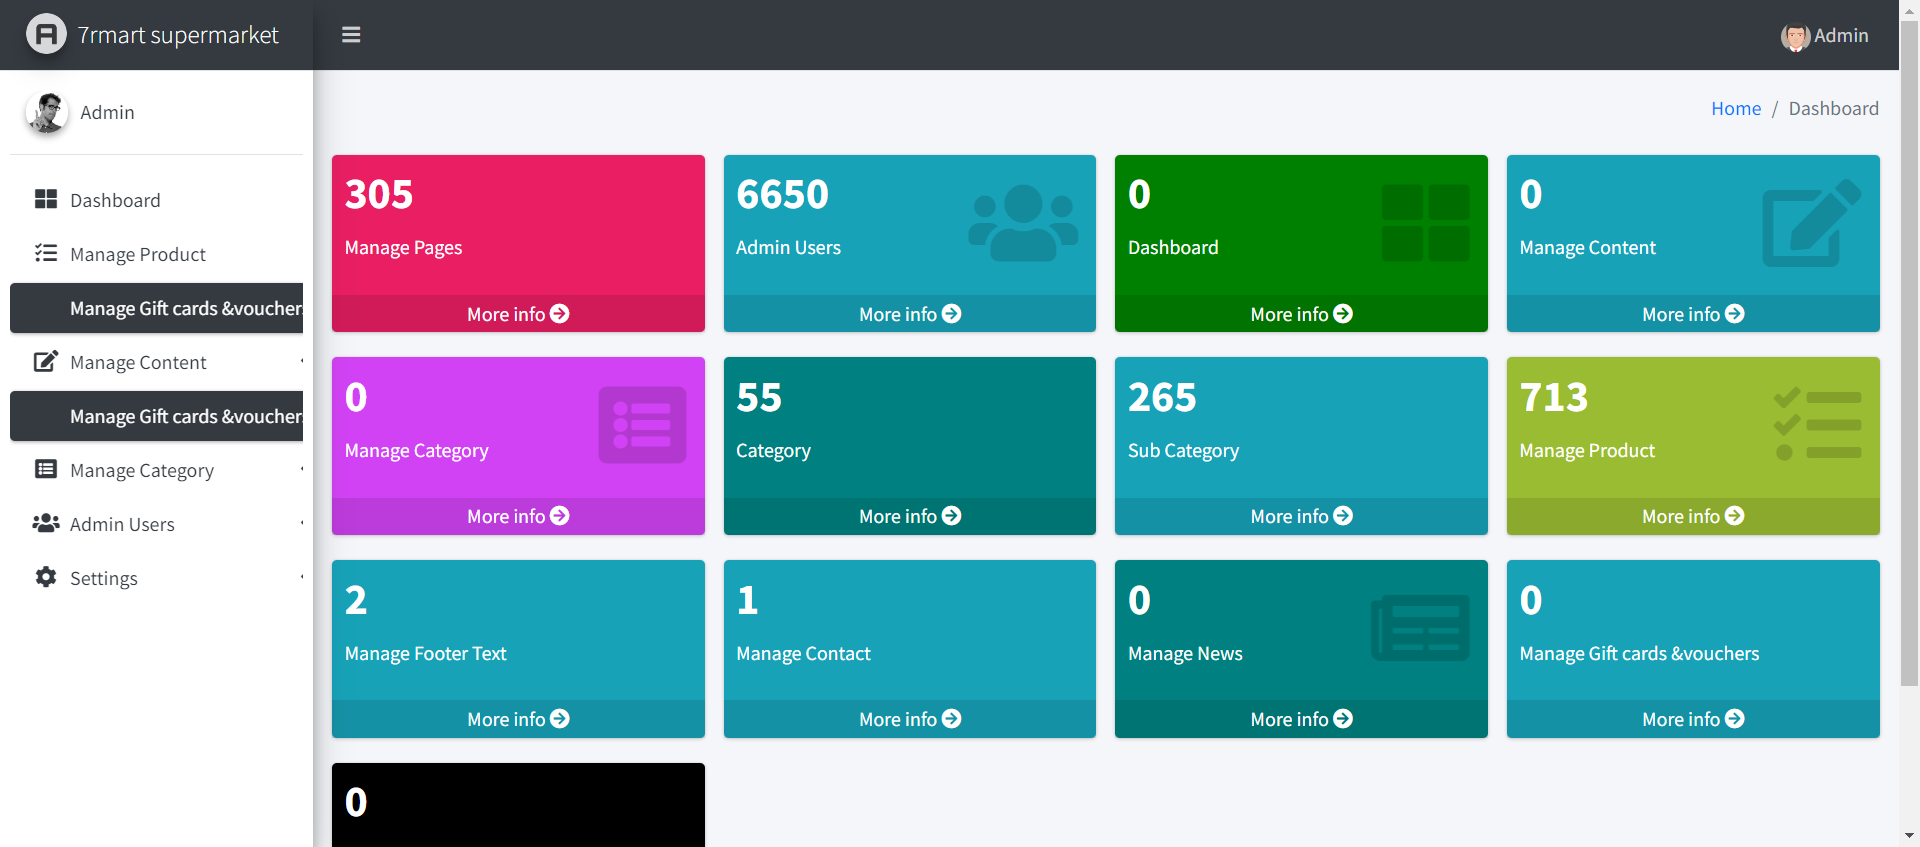 7rmart supermarket
Admin
Admin
Home / Dashboard
Dashboard
Manage Product
Manage Gift cards &voucher
Manage Content
Manage Gift cards &voucher
Manage Category
Admin Users
Settings
305
Manage Pages
More info
6650
Admin Users
More info
0
Dashboard
More info
0
Manage Content
More info
0
Manage Category
More info
55
Category
More info
265
Sub Category
More info
713
Manage Product
More info
2
Manage Footer Text
More info
1
Manage Contact
More info
0
Manage News
More info
0
Manage Gift cards &vouchers
More info
0